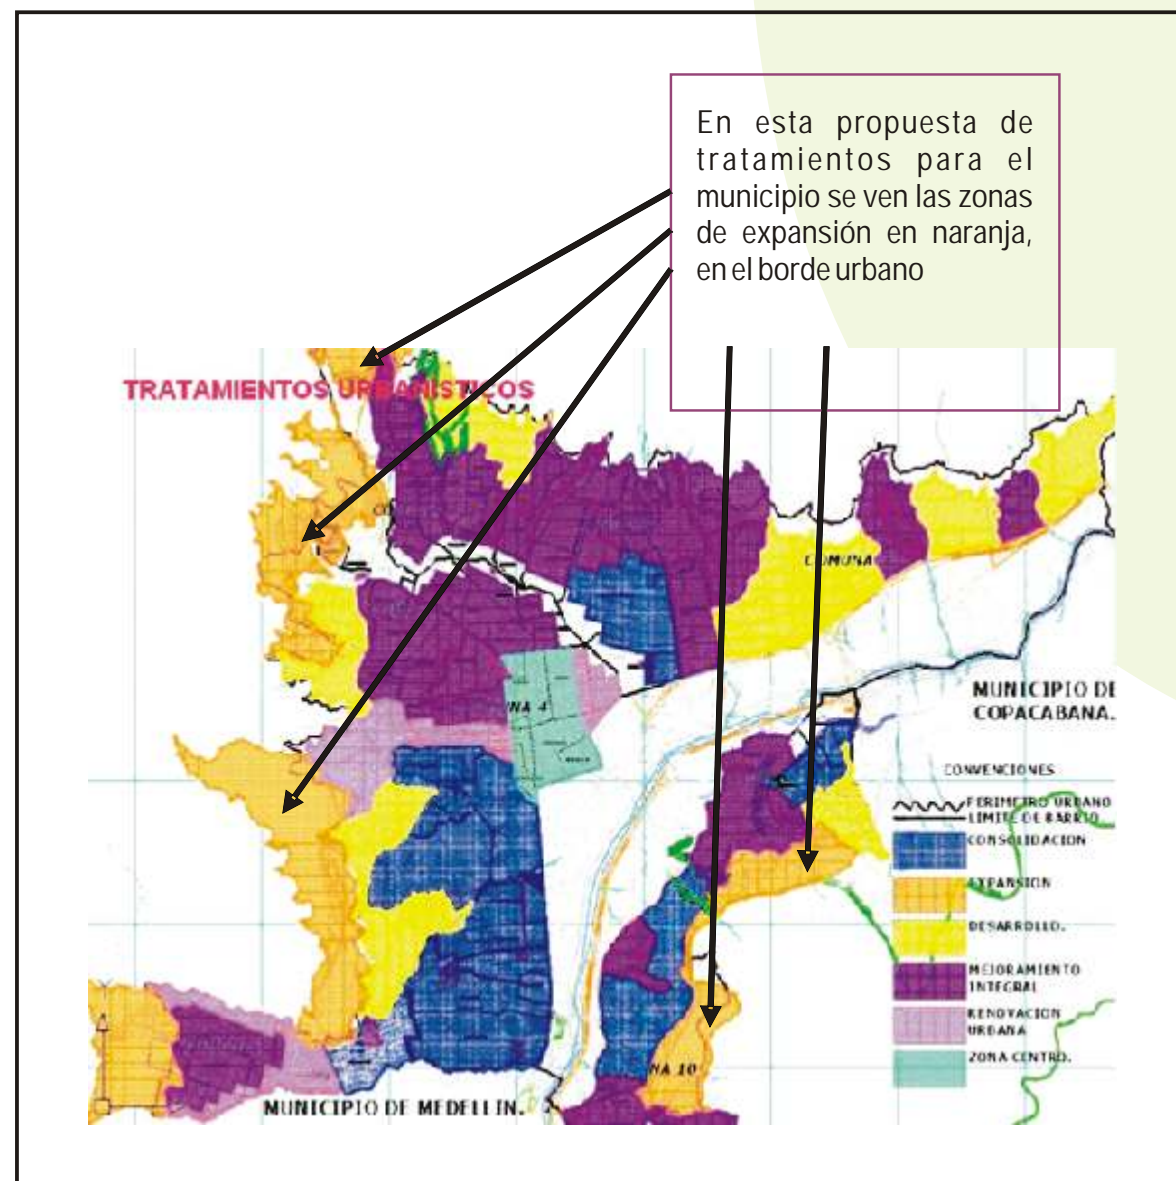 En esta propuesta de
tratamientos para el
municipio se ven las zonas
de expansión en naranja,
en el borde urbano
TRATAMIENTOS URBANISTICOS
COMUNA
NA 4
MUNICIPIO DE
COPACABANA.
CONVENCIONES
PERIMETRO URBANO
LIMITE DE BARRIO
CONSOLIDACION
EXPANSION
DESARROLLO.
MEJORAMIENTO
INTEGRAL
RENOVACION
URBANA
ZONA CENTRO.
NA 10
MUNICIPIO DE MEDELLIN.